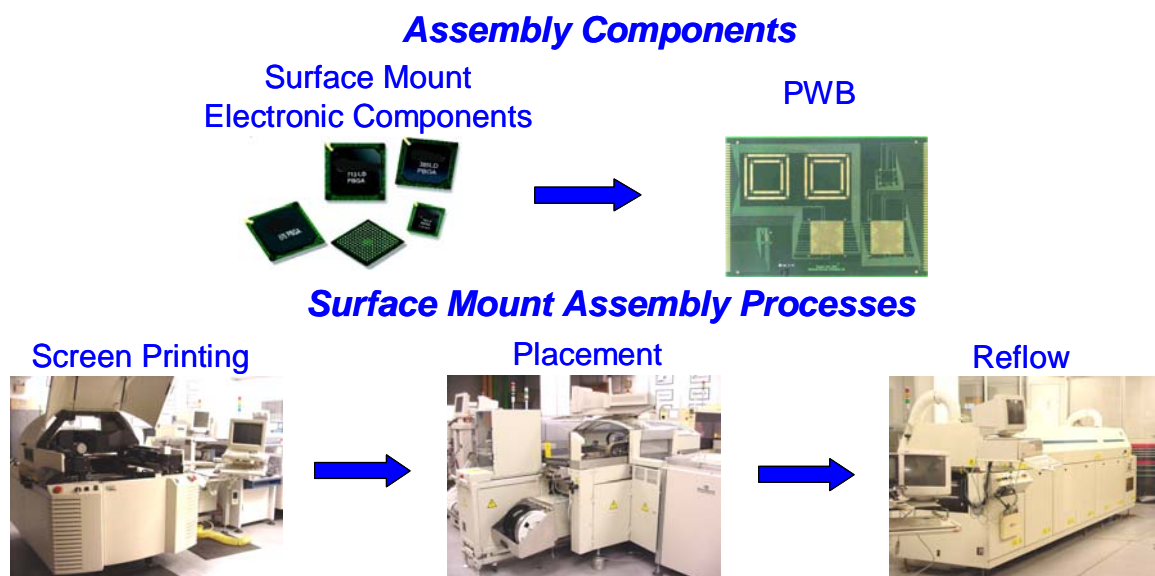 Assembly Components
Surface Mount
Electronic Components
PWB
Surface Mount Assembly Processes
Screen Printing
Placement
Reflow